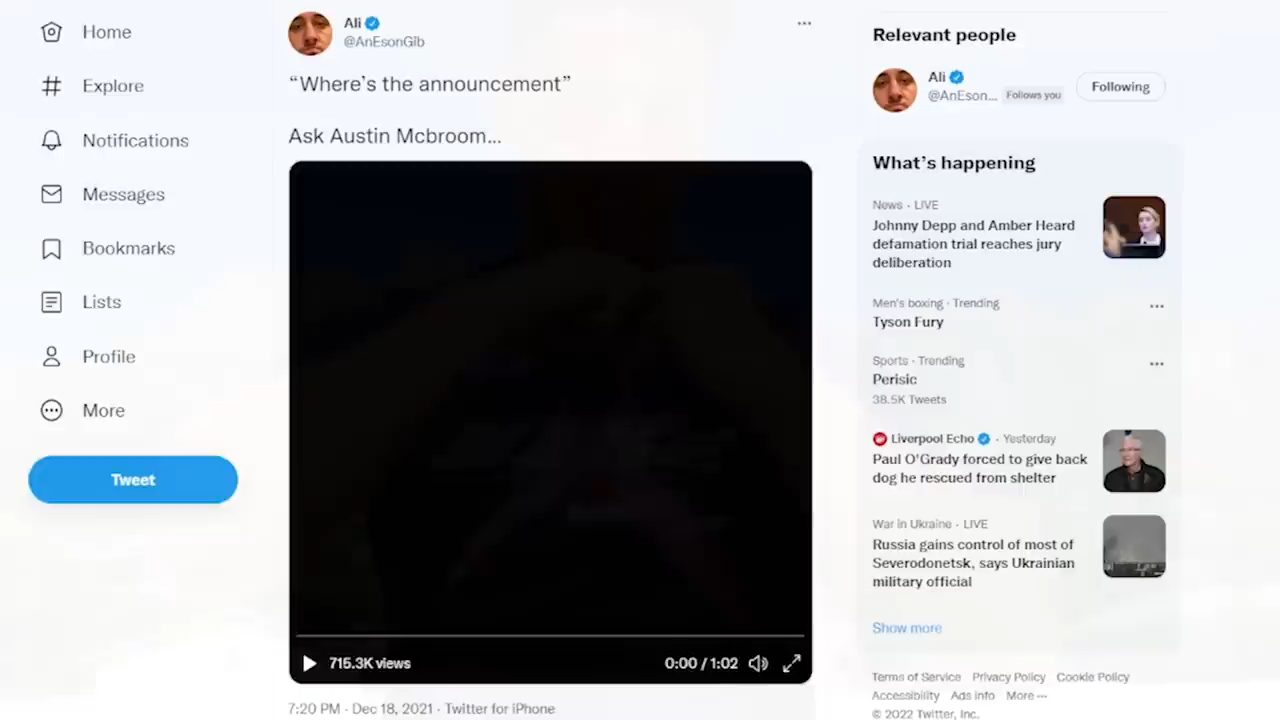 Home
Explore
Notifications
Messages
Bookmarks
Lists
Profile
More
Tweet
Ali
@AnEsonGib
“Where’s the announcement”
Ask Austin Mcbroom...
715.3K views
0:00 / 1:02
7:20 PM · Dec 18, 2021 · Twitter for iPhone
Relevant people
Ali
@AnEson... Follows you
Following
What’s happening
News · LIVE
Johnny Depp and Amber Heard
defamation trial reaches jury
deliberation
Men's boxing · Trending
Tyson Fury
Sports · Trending
Perisic
38.5K Tweets
Liverpool Echo · Yesterday
Paul O'Grady forced to give back
dog he rescued from shelter
War in Ukraine · LIVE
Russia gains control of most of
Severodonetsk, says Ukrainian
military official
Show more
Terms of Service Privacy Policy Cookie Policy
Accessibility Ads info More ···
© 2022 Twitter, Inc.